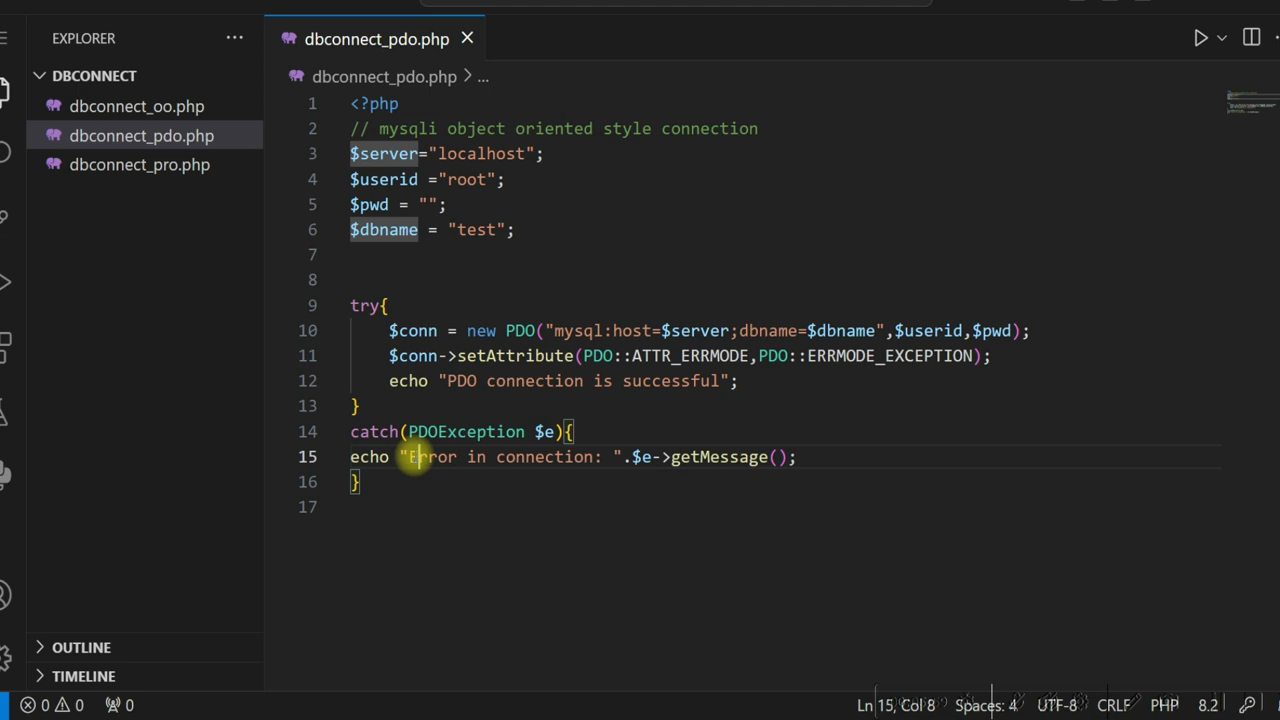 EXPLORER
...
dbconnect_pdo.php
DBCONNECT
dbconnect_oo.php
dbconnect_pdo.php
dbconnect_pro.php
dbconnect_pdo.php > ...
1 <?php
2 // mysqli object oriented style connection
3 $server="localhost";
4 $userid ="root";
5 $pwd = "";
6 $dbname = "test";
7
8
9 try{
10 $conn = new PDO("mysql:host=$server;dbname=$dbname",$userid,$pwd);
11 $conn->setAttribute(PDO::ATTR_ERRMODE,PDO::ERRMODE_EXCEPTION);
12 echo "PDO connection is successful";
13 }
14 catch(PDOException $e){
15 echo "Error in connection: ".$e->getMessage();
16 }
17
OUTLINE
TIMELINE
0 0 0 Ln 15, Col 8 Spaces: 4 UTF-8 CRLF PHP 8.2